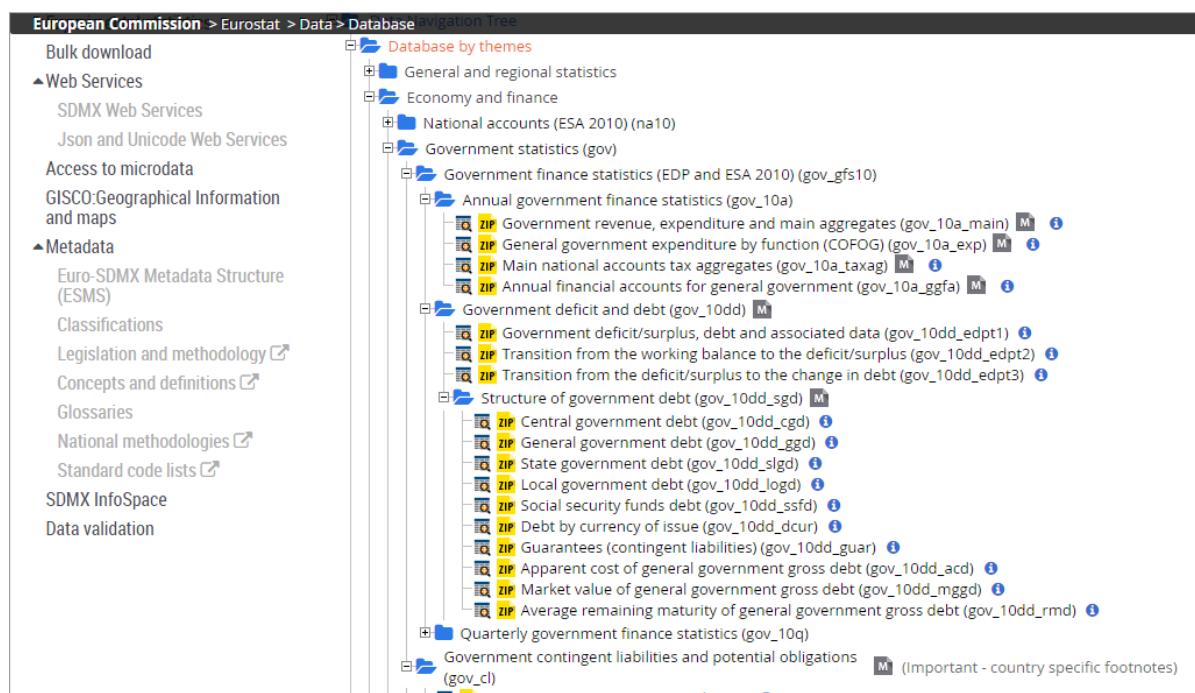 European Commission > Eurostat > Data > Database
Navigation Tree
Bulk download
Web Services
SDMX Web Services
Json and Unicode Web Services
Access to microdata
GISCO:Geographical Information
and maps
Metadata
Euro-SDMX Metadata Structure
(ESMS)
Classifications
Legislation and methodology
Concepts and definitions
Glossaries
National methodologies
Standard code lists
SDMX InfoSpace
Data validation
Database by themes
General and regional statistics
Economy and finance
National accounts (ESA 2010) (na10)
Government statistics (gov)
Government finance statistics (EDP and ESA 2010) (gov_gfs10)
Annual government finance statistics (gov_10a)
ZIP Government revenue, expenditure and main aggregates (gov_10a_main) M i
ZIP General government expenditure by function (COFOG) (gov_10a_exp) M i
ZIP Main national accounts tax aggregates (gov_10a_taxag) M i
ZIP Annual financial accounts for general government (gov_10a_ggfa) M i
Government deficit and debt (gov_10dd) M
ZIP Government deficit/surplus, debt and associated data (gov_10dd_edpt1) i
ZIP Transition from the working balance to the deficit/surplus (gov_10dd_edpt2) i
ZIP Transition from the deficit/surplus to the change in debt (gov_10dd_edpt3) i
Structure of government debt (gov_10dd_sgd) M
ZIP Central government debt (gov_10dd_cgd) i
ZIP General government debt (gov_10dd_ggd) i
ZIP State government debt (gov_10dd_slgd) i
ZIP Local government debt (gov_10dd_logd) i
ZIP Social security funds debt (gov_10dd_ssfd) i
ZIP Debt by currency of issue (gov_10dd_dcur) i
ZIP Guarantees (contingent liabilities) (gov_10dd_guar) i
ZIP Apparent cost of general government gross debt (gov_10dd_acd) i
ZIP Market value of general government gross debt (gov_10dd_mggd) i
ZIP Average remaining maturity of general government gross debt (gov_10dd_rmd) i
Quarterly government finance statistics (gov_10q)
Government contingent liabilities and potential obligations
(gov_cl) M (Important - country specific footnotes)